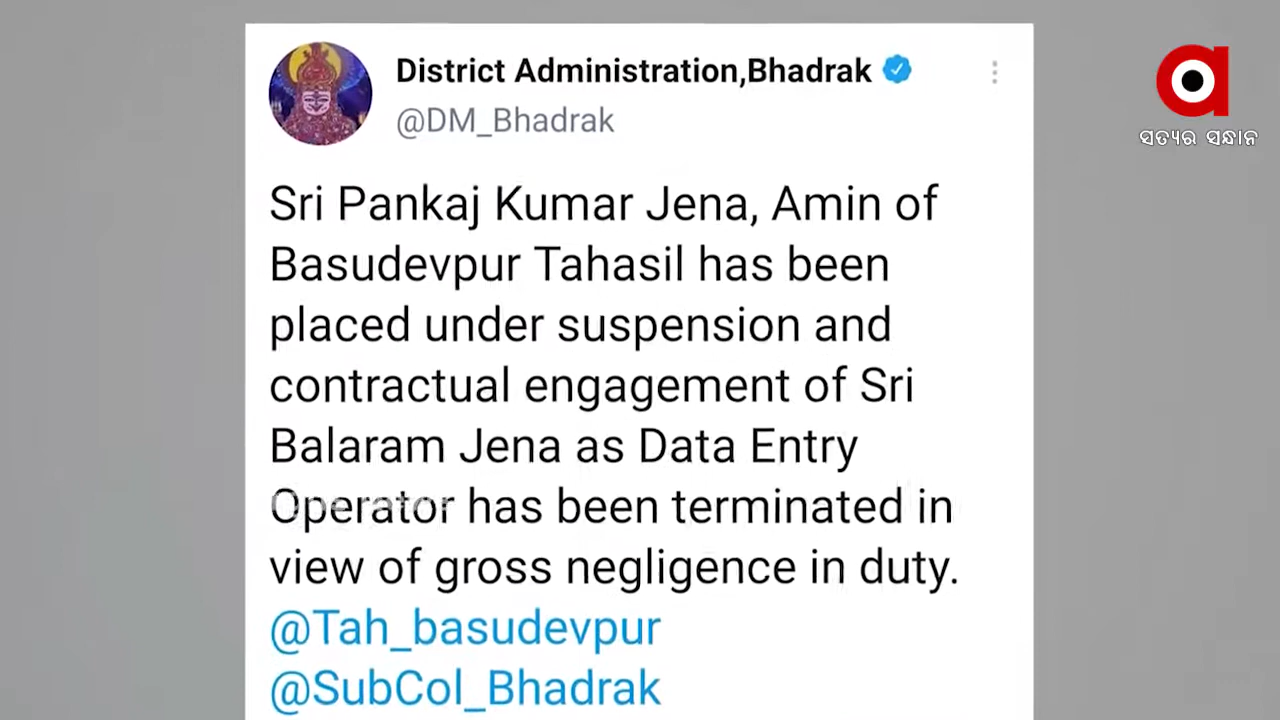 District Administration,Bhadrak
@DM_Bhadrak
ସତ୍ୟର ସନ୍ଧାନ
Sri Pankaj Kumar Jena, Amin of
Basudevpur Tahasil has been
placed under suspension and
contractual engagement of Sri
Balaram Jena as Data Entry
Operator has been terminated in
view of gross negligence in duty.
@Tah_basudevpur
@SubCol_Bhadrak